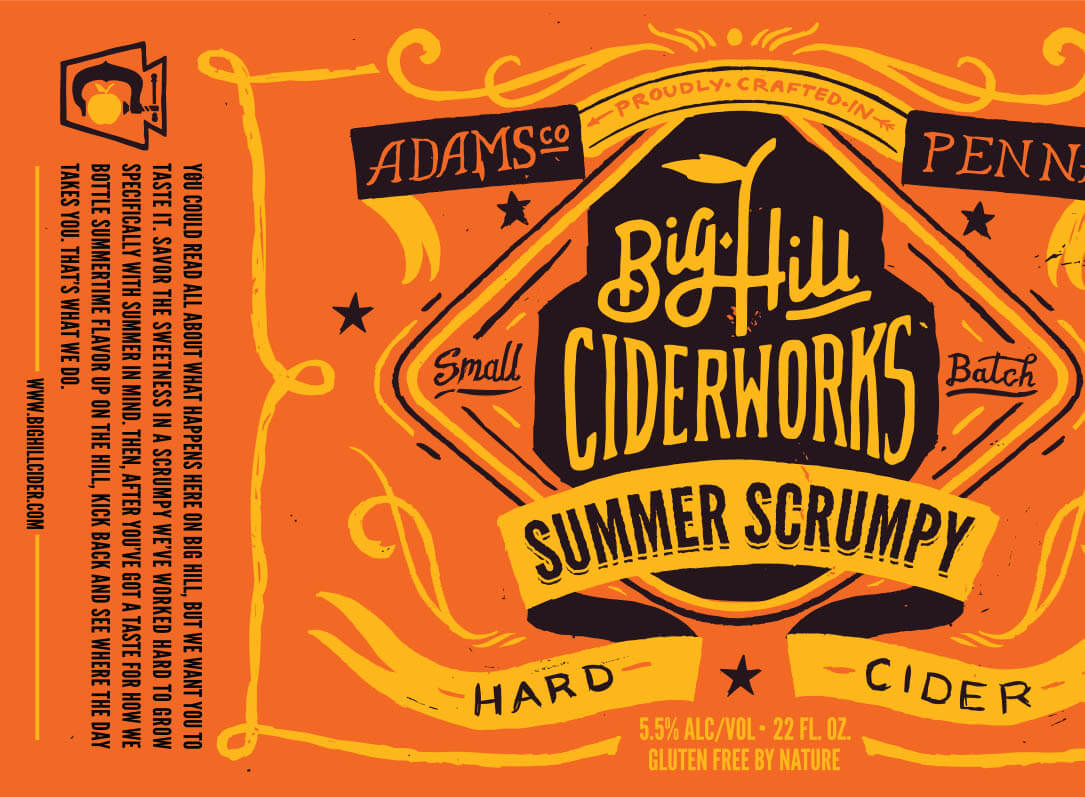 YOU COULD READ ALL ABOUT WHAT HAPPENS HERE ON BIG HILL, BUT WE WANT YOU TO
TASTE IT. SAVOR THE SWEETNESS IN A SCRUMPY WE'VE WORKED HARD TO GROW
SPECIFICALLY WITH SUMMER IN MIND. THEN, AFTER YOU'VE GOT A TASTE FOR HOW WE
BOTTLE SUMMERTIME FLAVOR UP ON THE HILL, KICK BACK AND SEE WHERE THE DAY
TAKES YOU. THAT'S WHAT WE DO.
WWW.BIGHILLCIDER.COM
PROUDLY • CRAFTED • IN
ADAMS CO
PENN
Big • Hill
CIDERWORKS
Small
Batch
SUMMER SCRUMPY
HARD
CIDER
5.5% ALC/VOL • 22 FL. OZ.
GLUTEN FREE BY NATURE